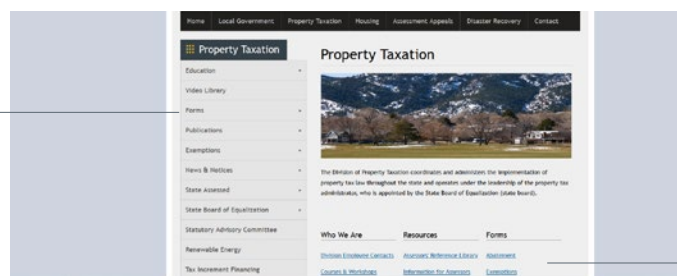 Home Local Government Property Taxation Housing Assessment Appeals Disaster Recovery Contact
Property Taxation
Education
Video Library
Forms
Publications
Exemptions
News & Notices
State Assessed
State Board of Equalization
Statutory Advisory Committee
Renewable Energy
Tax Increment Financing
Property Taxation
The Division of Property Taxation coordinates and administers the implementation of
property tax law throughout the state and operates under the leadership of the property tax
administrator, who is appointed by the State Board of Equalization (state board).
Who We Are Resources Forms
Division Employee Contacts Assessors' Reference Library Abatement
Courses & Workshops Information for Assessors Exemptions